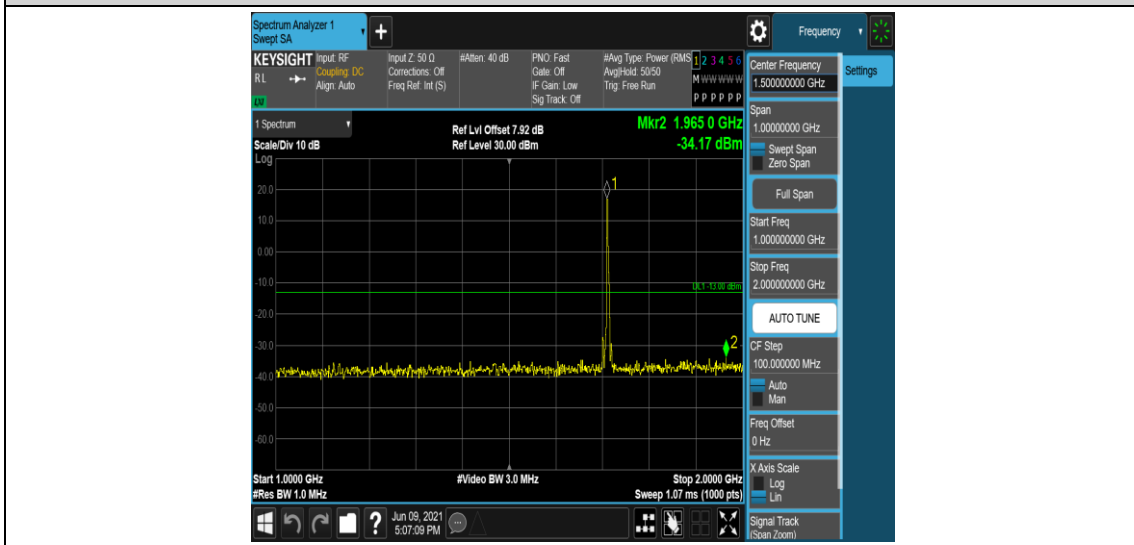 Spectrum Analyzer 1
Swept SA
+
Frequency
KEYSIGHT
RL
LXI
Input: RF
Coupling: DC
Align: Auto
Input Z: 50 Ω
Corrections: Off
Freq Ref: Int (S)
#Atten: 40 dB
PNO: Fast
Gate: Off
IF Gain: Low
Sig Track: Off
#Avg Type: Power (RMS
Avg|Hold: 50/50
Trig: Free Run
1 2 3 4 5 6
M W W W W W
P P P P P P
1 Spectrum
Scale/Div 10 dB
Log
Ref Lvl Offset 7.92 dB
Ref Level 30.00 dBm
Mkr2 1.965 0 GHz
-34.17 dBm
1
20.0
10.0
0.00
-10.0
DL1 -13.00 dBm
-20.0
-30.0
2
-40.0
-50.0
-60.0
Start 1.0000 GHz
#Res BW 1.0 MHz
#Video BW 3.0 MHz
Stop 2.0000 GHz
Sweep 1.07 ms (1000 pts)
?
Jun 09, 2021
5:07:09 PM
Center Frequency
1.500000000 GHz
Settings
Span
1.00000000 GHz
Swept Span
Zero Span
Full Span
Start Freq
1.000000000 GHz
Stop Freq
2.000000000 GHz
AUTO TUNE
CF Step
100.000000 MHz
Auto
Man
Freq Offset
0 Hz
X Axis Scale
Log
Lin
Signal Track
(Span Zoom)